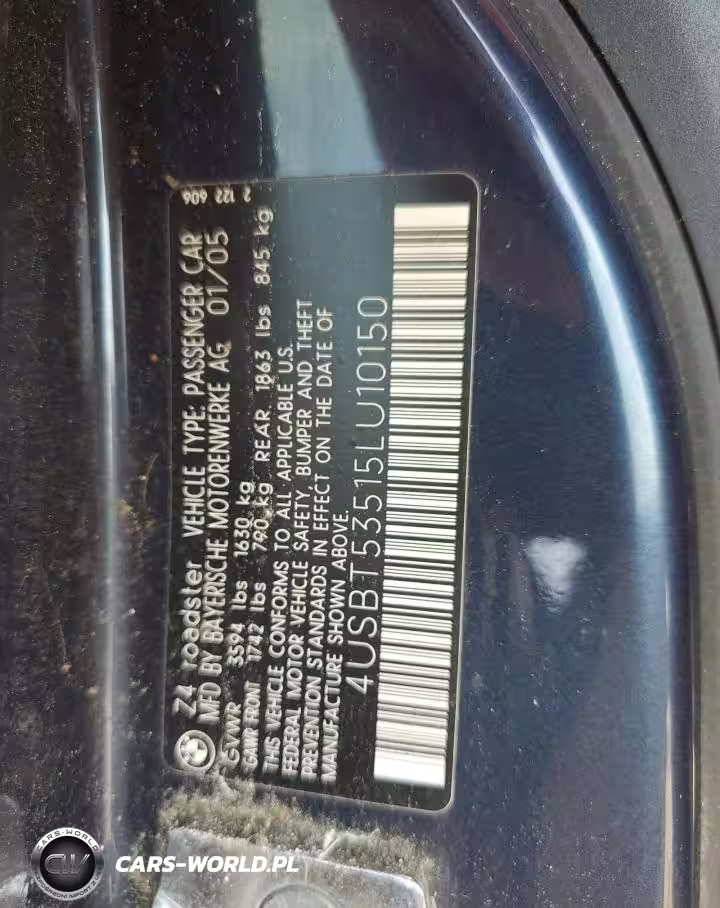 Z4 roadster VEHICLE TYPE: PASSENGER CAR
MFD BY BAYERISCHE MOTORENWERKE AG 01/05
GVWR 3594 lbs 1630 kg
GAWR FRONT 1742 lbs 790 kg REAR 1863 lbs 845 kg
THIS VEHICLE CONFORMS TO ALL APPLICABLE U.S.
FEDERAL MOTOR VEHICLE SAFETY, BUMPER AND THEFT
PREVENTION STANDARDS IN EFFECT ON THE DATE OF
MANUFACTURE SHOWN ABOVE.
4USBT53515LU10150
2 122 606
CARS-WORLD
CW
CARS-WORLD.PL